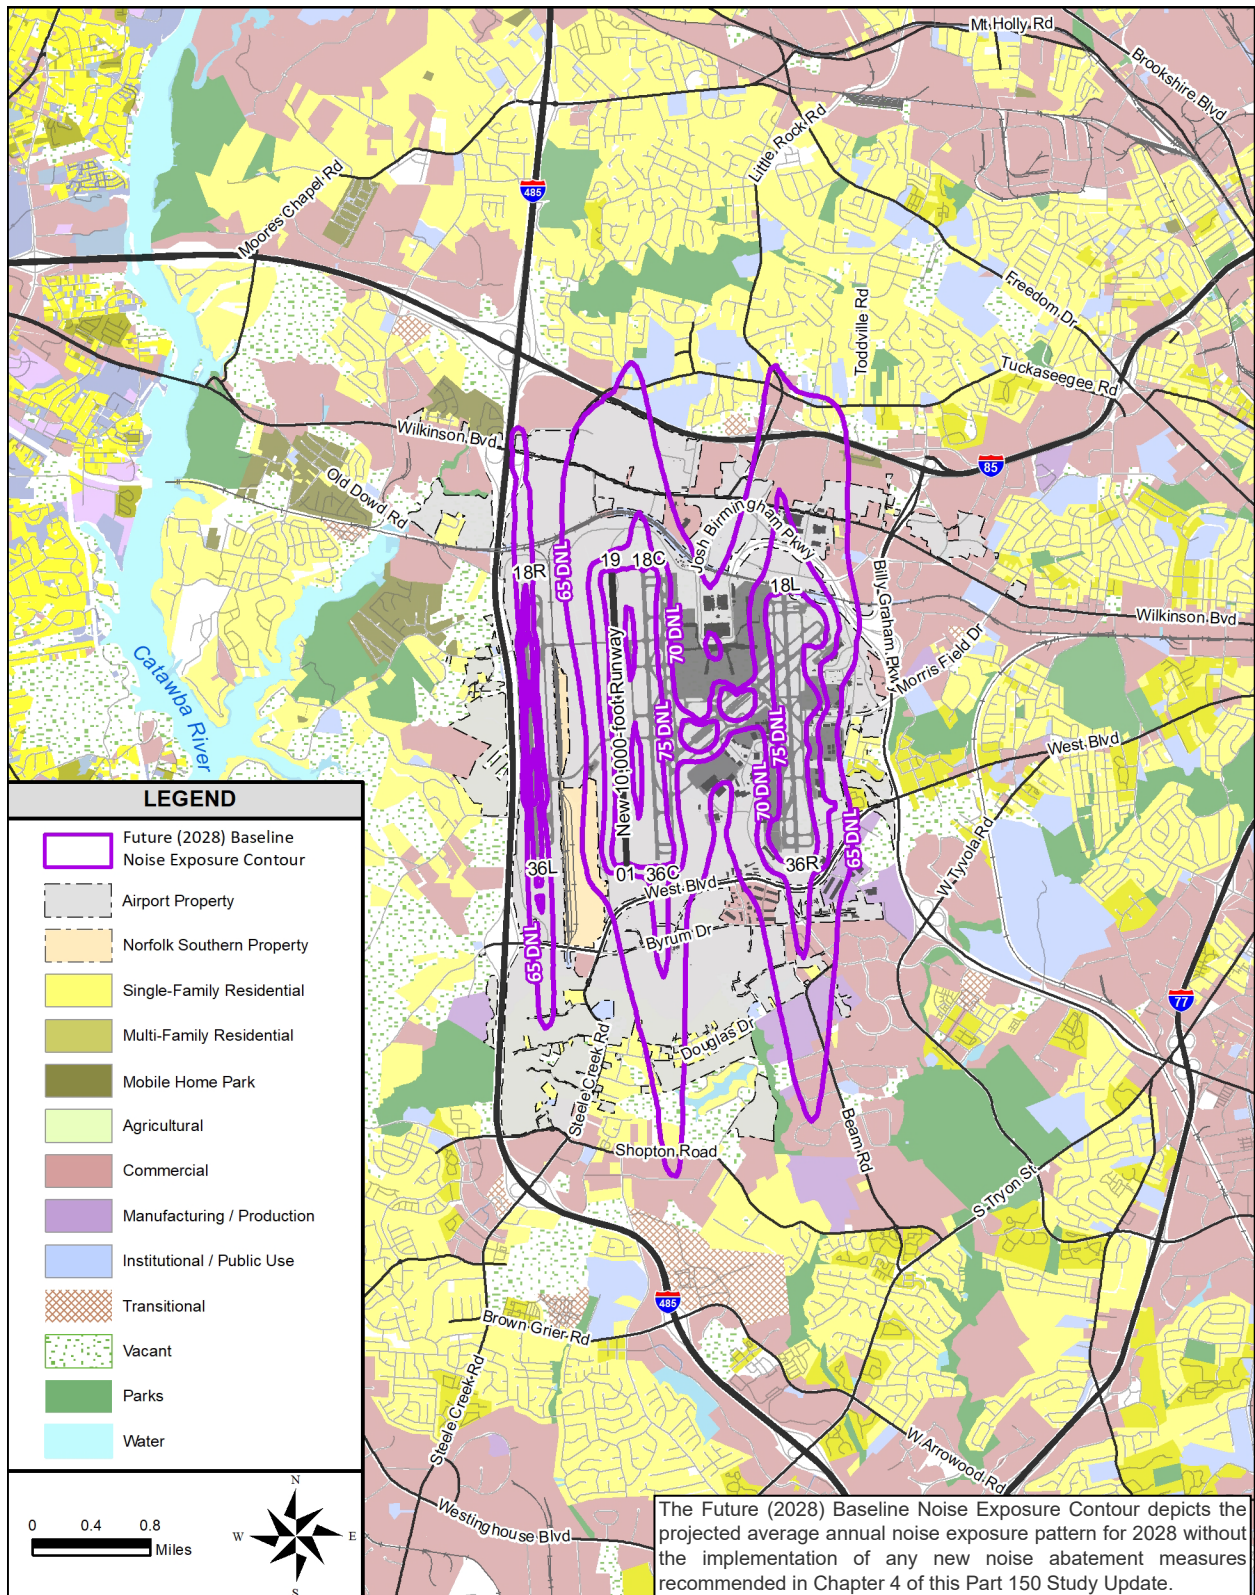 Mt Holly Rd
Brookshire Blvd
Little Rock Rd
Moores Chapel Rd
485
Freedom Dr
Toddville Rd
Tuckaseegee Rd
Wilkinson Bvd
85
Old Dowd Rd
Josh Birmingham Pkwy
65 DNL
19
18C
18R
18L
Billy Graham Pkwy
Wilkinson Bvd
70 DNL
New 10,000-foot Runway
Morris Field Dr
Catawba River
75 DNL
75 DNL
West Blvd
70 DNL
65 DNL
W Tyvola Rd
36L
01
36C
36R
West Blvd
Byrum Dr
65 DNL
77
Douglas Dr
Steele Creek Rd
Beam Rd
Shopton Road
S Tryon St
485
Brown-Grier Rd
Steele Creek Rd
W Arrowood Rd
Westinghouse Blvd
LEGEND
Future (2028) Baseline
Noise Exposure Contour
Airport Property
Norfolk Southern Property
Single-Family Residential
Multi-Family Residential
Mobile Home Park
Agricultural
Commercial
Manufacturing / Production
Institutional / Public Use
Transitional
Vacant
Parks
Water
0 0.4 0.8
Miles
N
W
E
S
The Future (2028) Baseline Noise Exposure Contour depicts the
projected average annual noise exposure pattern for 2028 without
the implementation of any new noise abatement measures
recommended in Chapter 4 of this Part 150 Study Update.